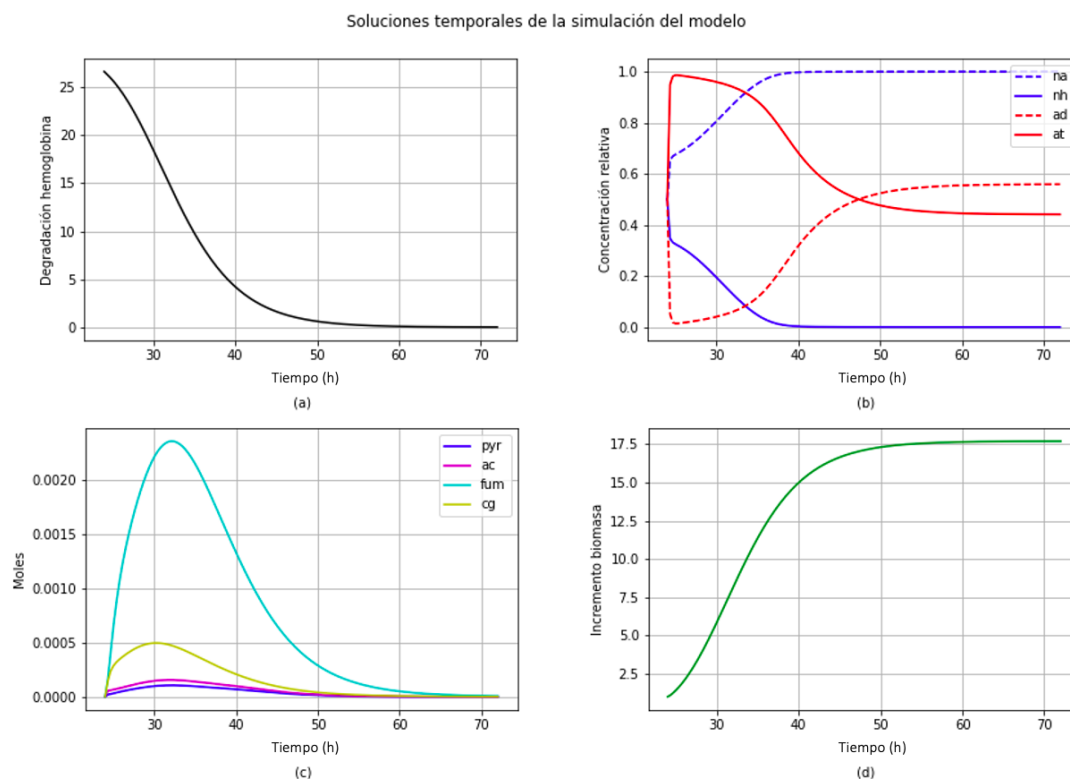 Soluciones temporales de la simulación del modelo
Degradación hemoglobina
25
20
15
10
5
0
30 40 50 60 70
Tiempo (h)
(a)
Concentración relativa
1.0
0.8
0.6
0.4
0.2
0.0
na
nh
ad
at
30 40 50 60 70
Tiempo (h)
(b)
Moles
0.0020
0.0015
0.0010
0.0005
0.0000
pyr
ac
fum
cg
30 40 50 60 70
Tiempo (h)
(c)
Incremento biomasa
17.5
15.0
12.5
10.0
7.5
5.0
2.5
30 40 50 60 70
Tiempo (h)
(d)